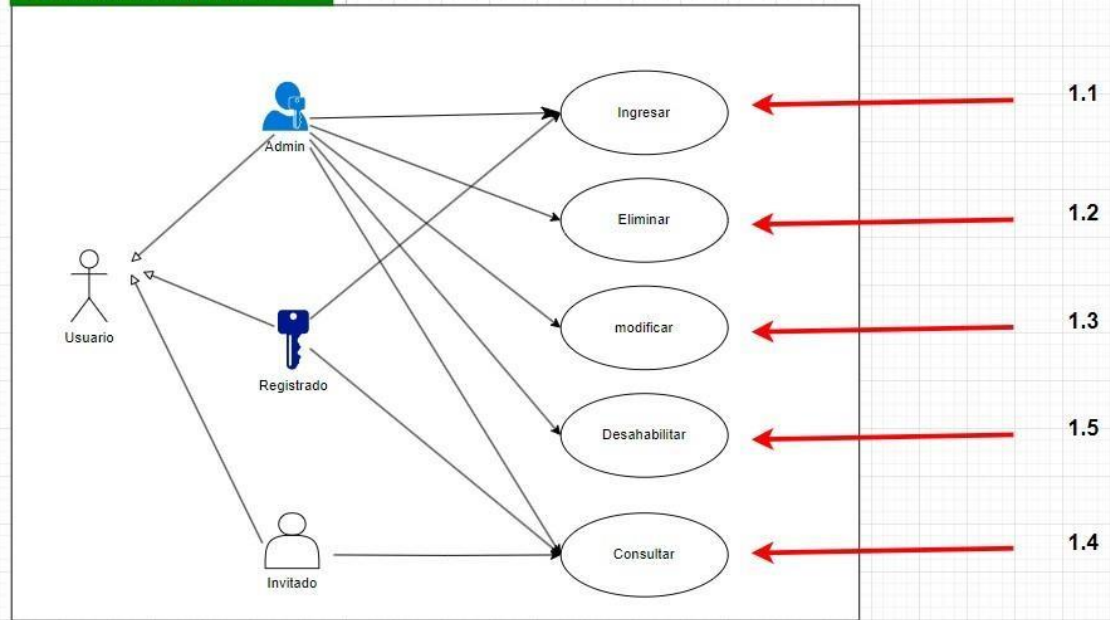 Admin
Usuario
Registrado
Invitado
Ingresar
Eliminar
modificar
Desahabilitar
Consultar
1.1
1.2
1.3
1.5
1.4